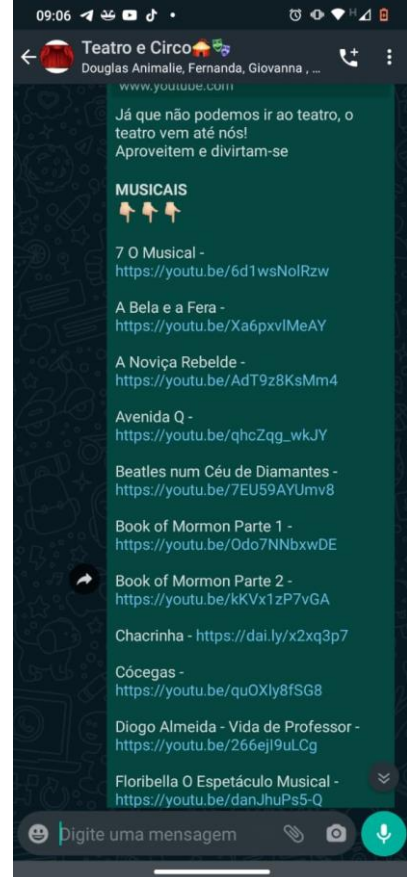 09:06
Teatro e Circo
Douglas Animalie, Fernanda, Giovanna , ...
www.youtube.com
Já que não podemos ir ao teatro, o
teatro vem até nós!
Aproveitem e divirtam-se
MUSICAIS
7 O Musical -
https://youtu.be/6d1wsNolRzw
A Bela e a Fera -
https://youtu.be/Xa6pxvlMeAY
A Noviça Rebelde -
https://youtu.be/AdT9z8KsMm4
Avenida Q -
https://youtu.be/qhcZqg_wkJY
Beatles num Céu de Diamantes -
https://youtu.be/7EU59AYUmv8
Book of Mormon Parte 1 -
https://youtu.be/Odo7NNbxwDE
Book of Mormon Parte 2 -
https://youtu.be/kKVx1zP7vGA
Chacrinha - https://dai.ly/x2xq3p7
Cócegas -
https://youtu.be/quOXly8fSG8
Diogo Almeida - Vida de Professor -
https://youtu.be/266ejI9uLCg
Floribella O Espetáculo Musical -
https://youtu.be/danJhuPs5-Q
Digite uma mensagem